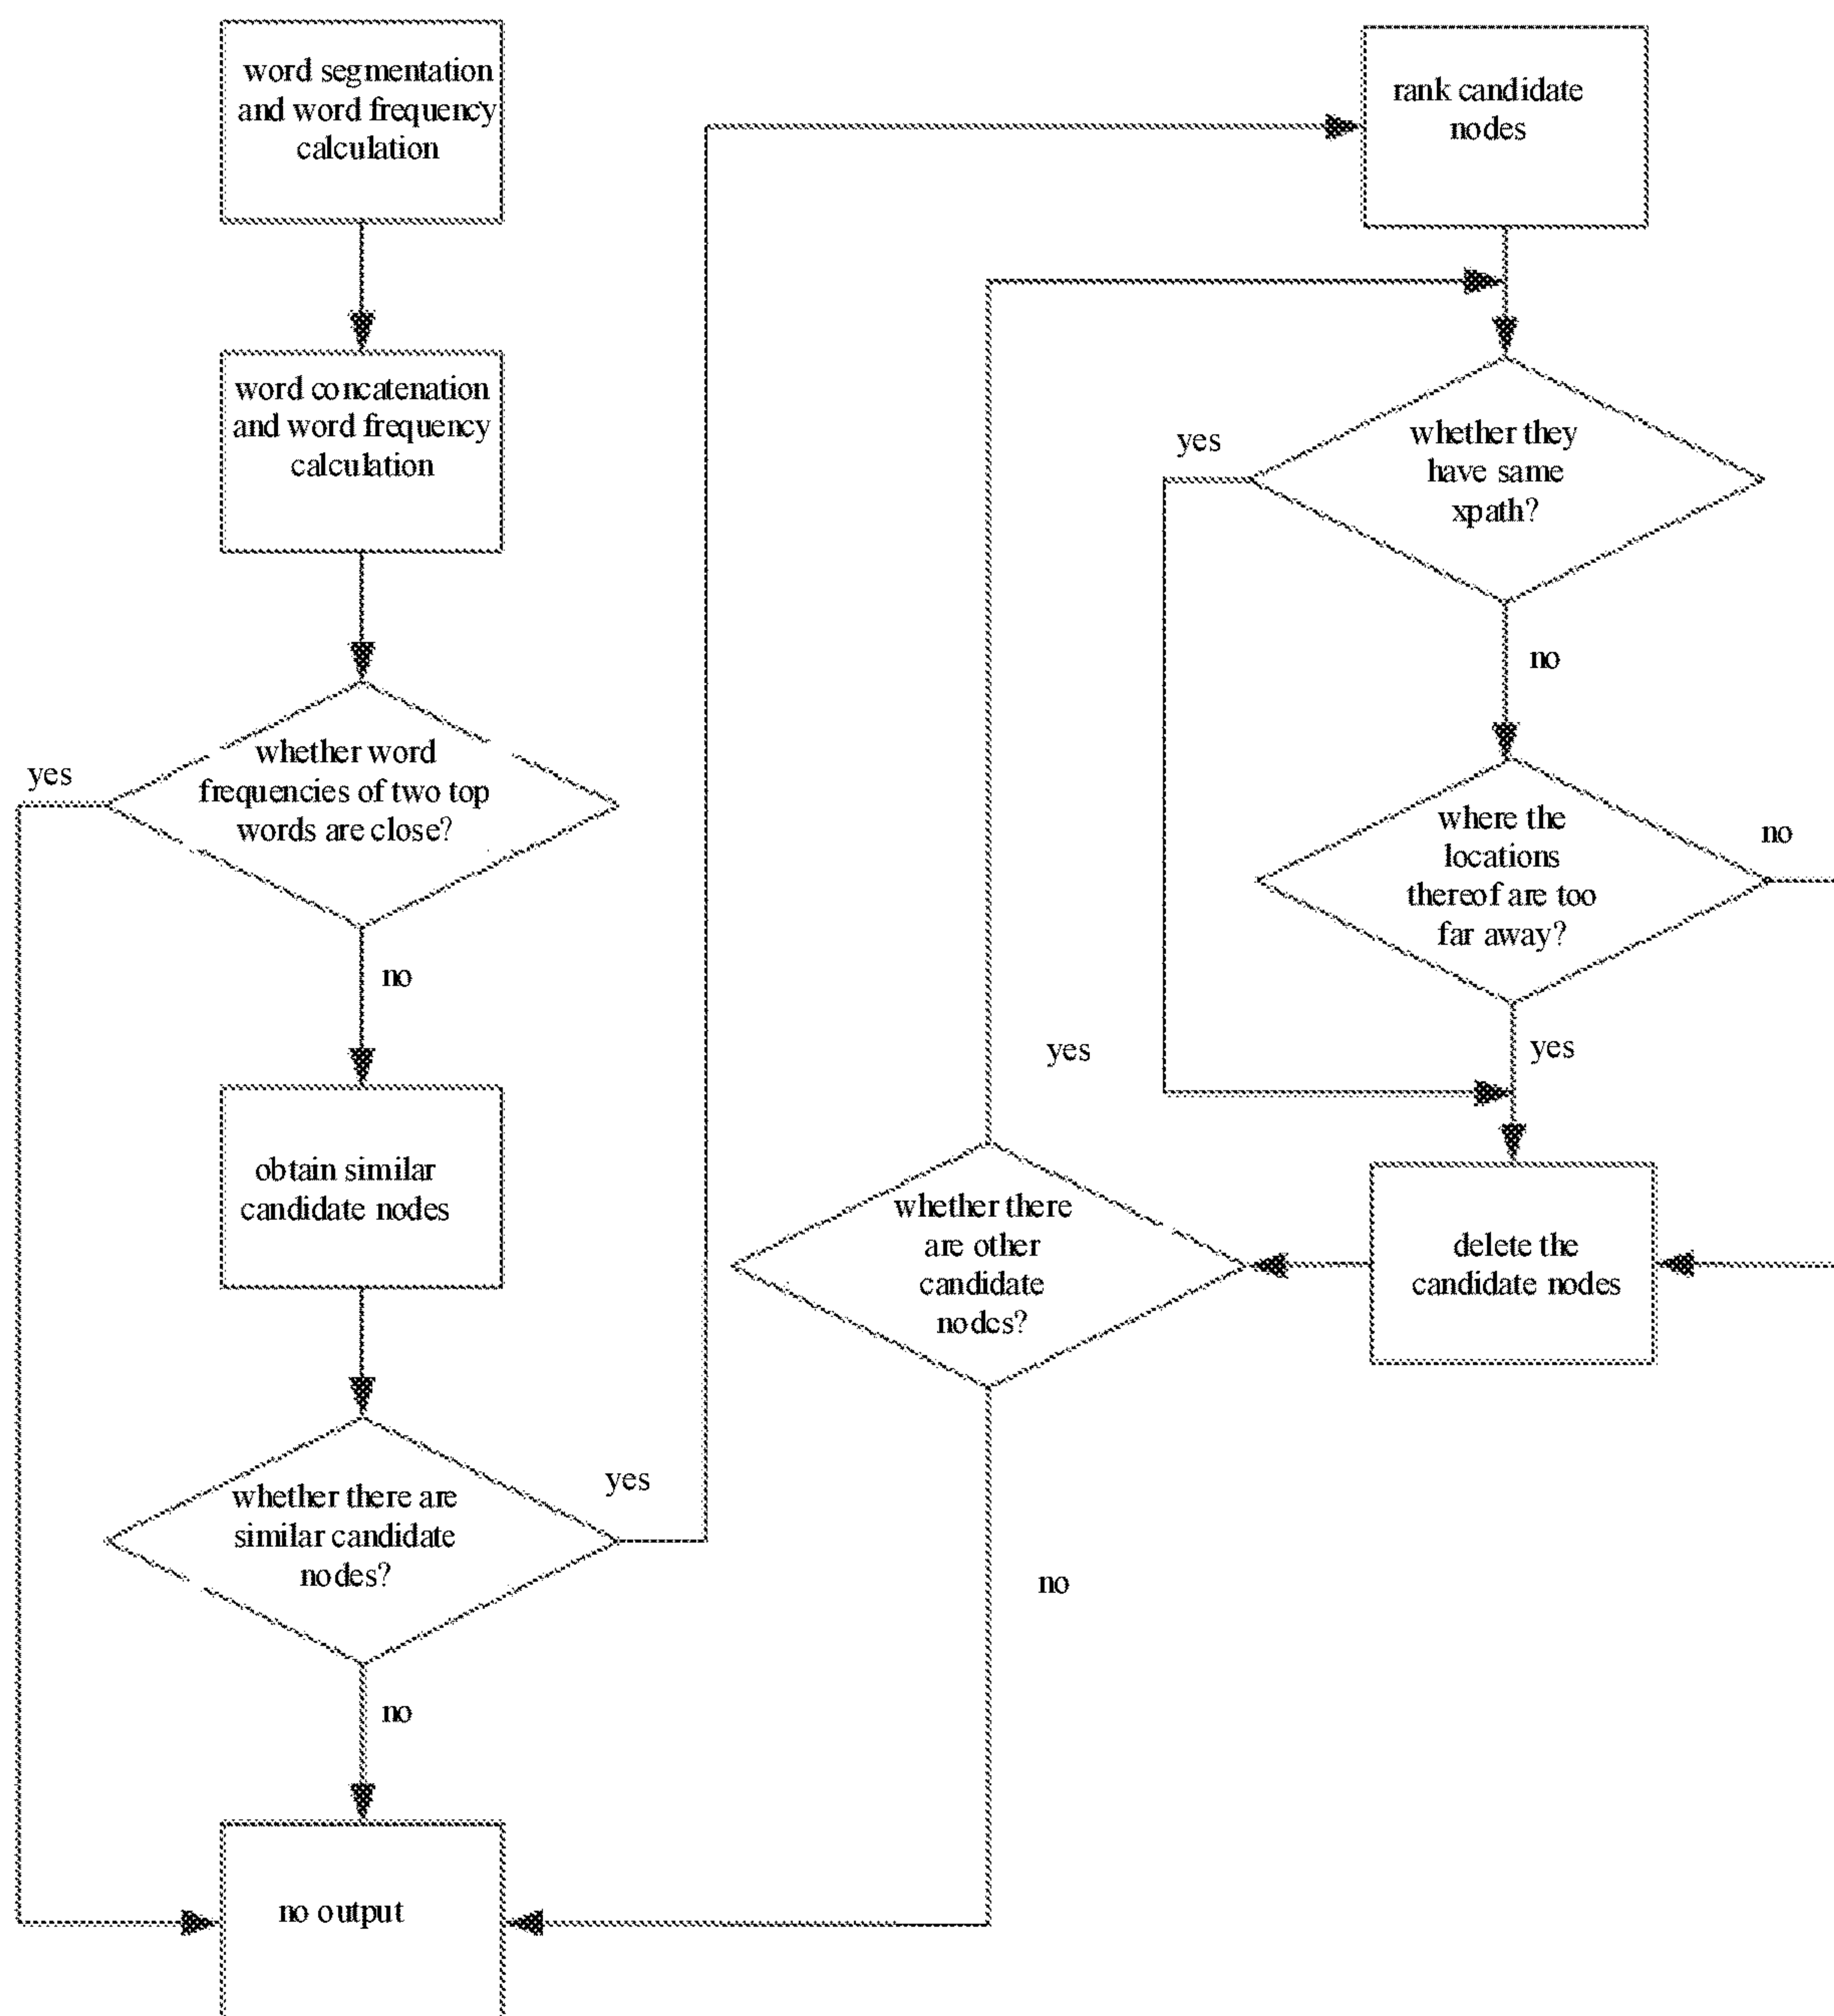 word segmentation
and word frequency
calculation
word concatenation
and word frequency
calculation
whether word
frequencies of two top
words are close?
yes
no
obtain similar
candidate nodes
whether there are
similar candidate
nodes?
yes
no
no output
rank candidate
nodes
whether they
have same
xpath?
yes
no
where the
locations
thereof are too
far away?
no
yes
delete the
candidate nodes
whether there
are other
candidate
nodes?
yes
no